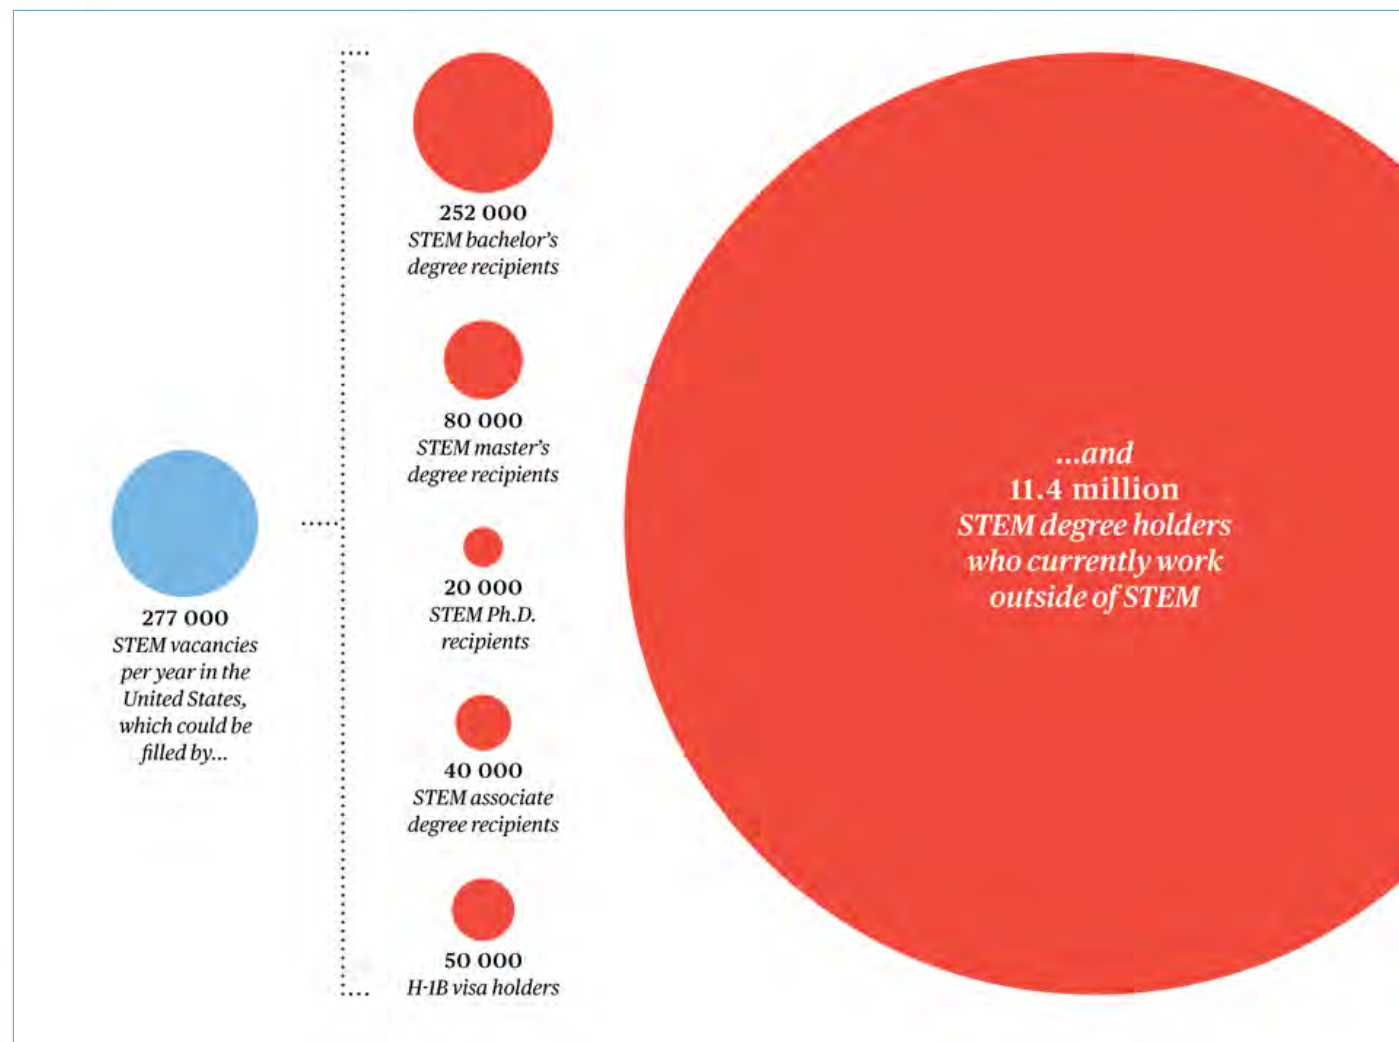 277 000
STEM vacancies
per year in the
United States,
which could be
filled by...
252 000
STEM bachelor's
degree recipients
80 000
STEM master's
degree recipients
20 000
STEM Ph.D.
recipients
40 000
STEM associate
degree recipients
50 000
H-1B visa holders
...and
11.4 million
STEM degree holders
who currently work
outside of STEM